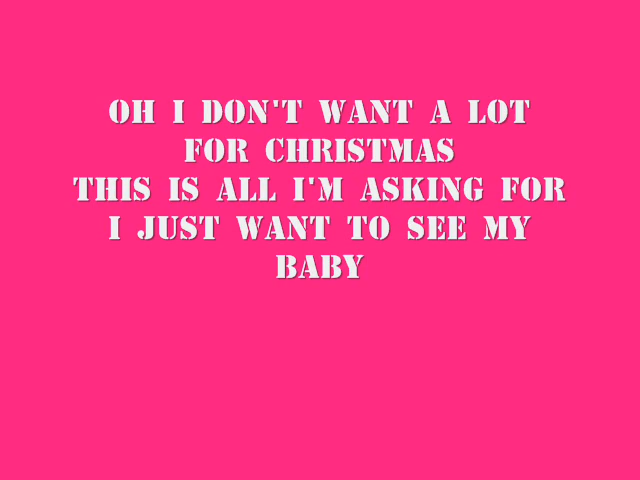 OH I DON'T WANT A LOT
FOR CHRISTMAS
THIS IS ALL I'M ASKING FOR
I JUST WANT TO SEE MY
BABY